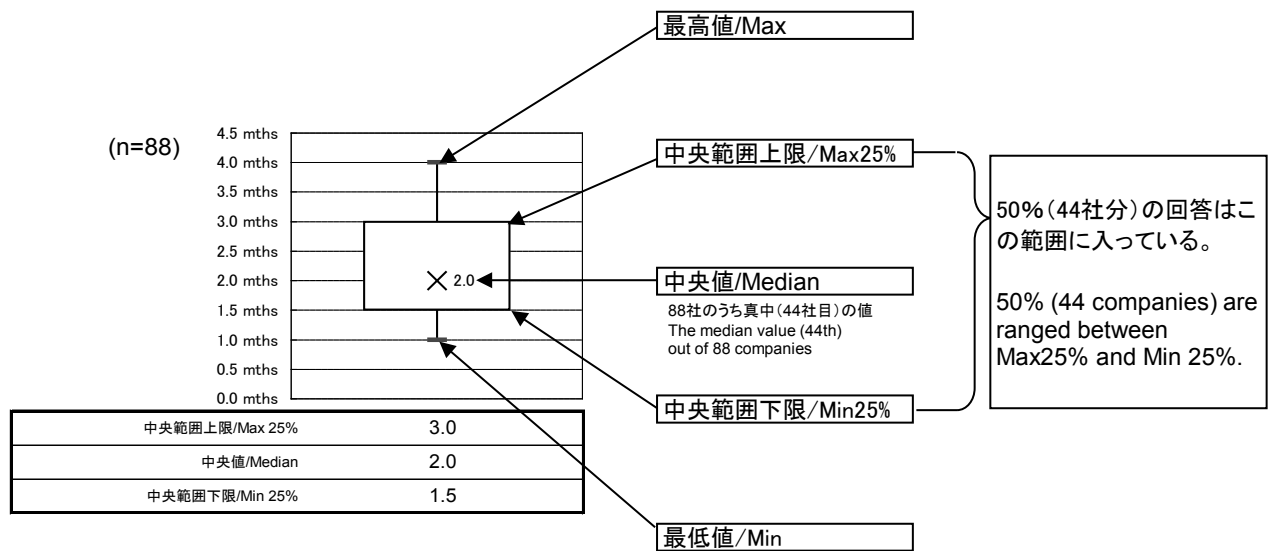 最高値/Max
(n=88)
4.5 mths
4.0 mths
3.5 mths
3.0 mths
2.5 mths
2.0 mths
1.5 mths
1.0 mths
0.5 mths
0.0 mths
2.0
中央範囲上限/Max25%
中央値/Median
88社のうち真中(44社目)の値
The median value (44th)
out of 88 companies
中央範囲下限/Min25%
50%(44社分)の回答はこ
の範囲に入っている。
50% (44 companies) are
ranged between
Max25% and Min 25%.
中央範囲上限/Max 25% 3.0
中央値/Median 2.0
中央範囲下限/Min 25% 1.5
最低値/Min